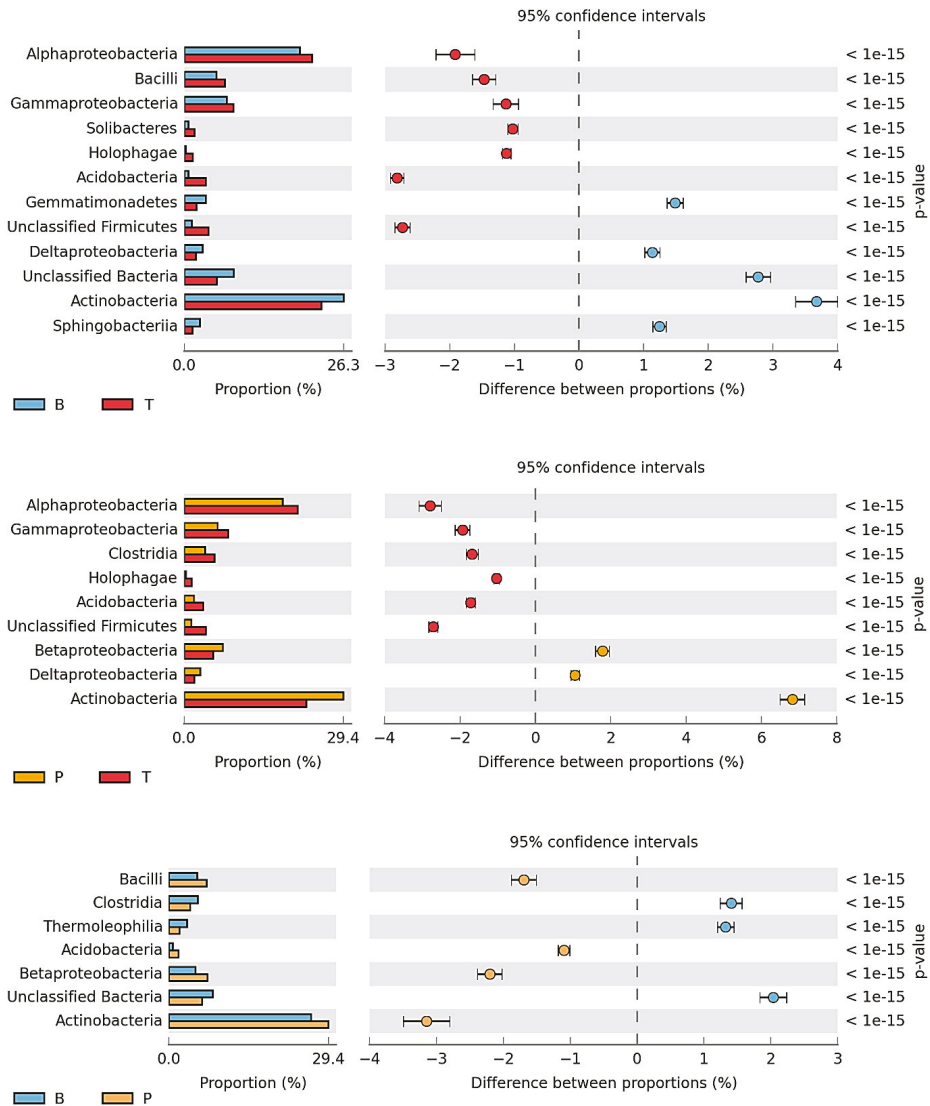 95% confidence intervals
Alphaproteobacteria < 1e-15
Bacilli < 1e-15
Gammaproteobacteria < 1e-15
Solibacteres < 1e-15
Holophagae < 1e-15
Acidobacteria < 1e-15
Gemmatimonadetes < 1e-15
Unclassified Firmicutes < 1e-15
Deltaproteobacteria < 1e-15
Unclassified Bacteria < 1e-15
Actinobacteria < 1e-15
Sphingobacteriia < 1e-15
p-value
0.0 26.3 −3 −2 −1 0 1 2 3 4
Proportion (%) Difference between proportions (%)
B T
95% confidence intervals
Alphaproteobacteria < 1e-15
Gammaproteobacteria < 1e-15
Clostridia < 1e-15
Holophagae < 1e-15
Acidobacteria < 1e-15
Unclassified Firmicutes < 1e-15
Betaproteobacteria < 1e-15
Deltaproteobacteria < 1e-15
Actinobacteria < 1e-15
p-value
0.0 29.4 −4 −2 0 2 4 6 8
Proportion (%) Difference between proportions (%)
P T
95% confidence intervals
Bacilli < 1e-15
Clostridia < 1e-15
Thermoleophilia < 1e-15
Acidobacteria < 1e-15
Betaproteobacteria < 1e-15
Unclassified Bacteria < 1e-15
Actinobacteria < 1e-15
p-value
0.0 29.4 −4 −3 −2 −1 0 1 2 3
Proportion (%) Difference between proportions (%)
B P